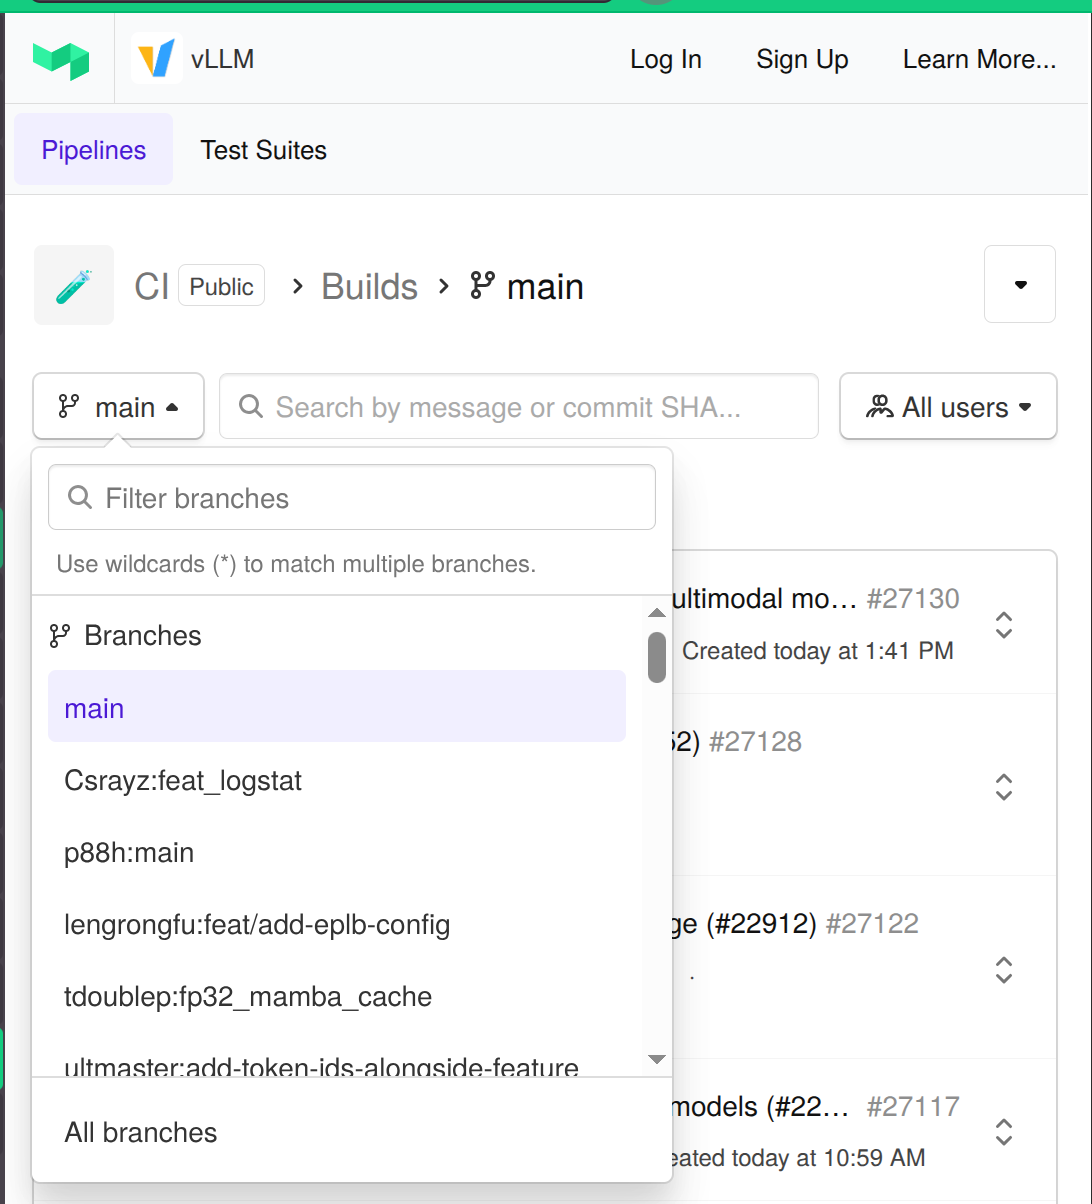 vLLM Log In Sign Up Learn More...
Pipelines Test Suites
CI Public › Builds › main
main Search by message or commit SHA... All users
Filter branches
Use wildcards (*) to match multiple branches.
Branches
main
Csrayz:feat_logstat
p88h:main
lengrongfu:feat/add-eplb-config
tdoublep:fp32_mamba_cache
ultmaster:add-token-ids-alongside-feature
All branches
ultimodal mo... #27130
Created today at 1:41 PM
2) #27128
ge (#22912) #27122
.
models (#22... #27117
eated today at 10:59 AM